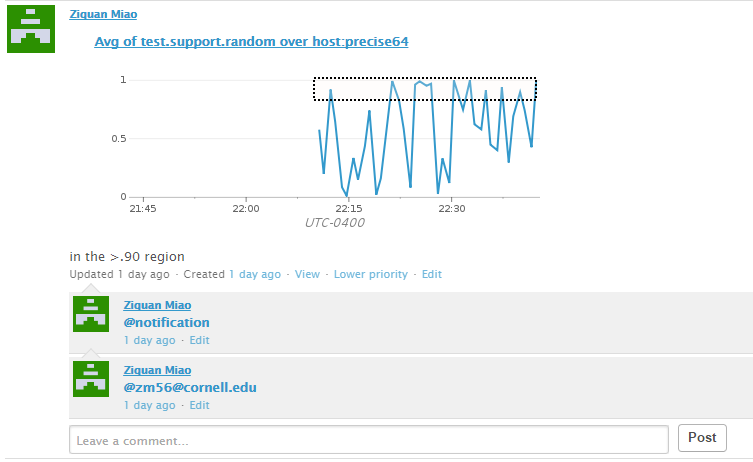 Ziquan Miao
Avg of test.support.random over host:precise64
1
0.5
0
21:45 22:00 22:15 22:30
UTC-0400
in the >.90 region
Updated 1 day ago · Created 1 day ago · View · Lower priority · Edit
Ziquan Miao
@notification
1 day ago · Edit
Ziquan Miao
@zm56@cornell.edu
1 day ago · Edit
Leave a comment... Post